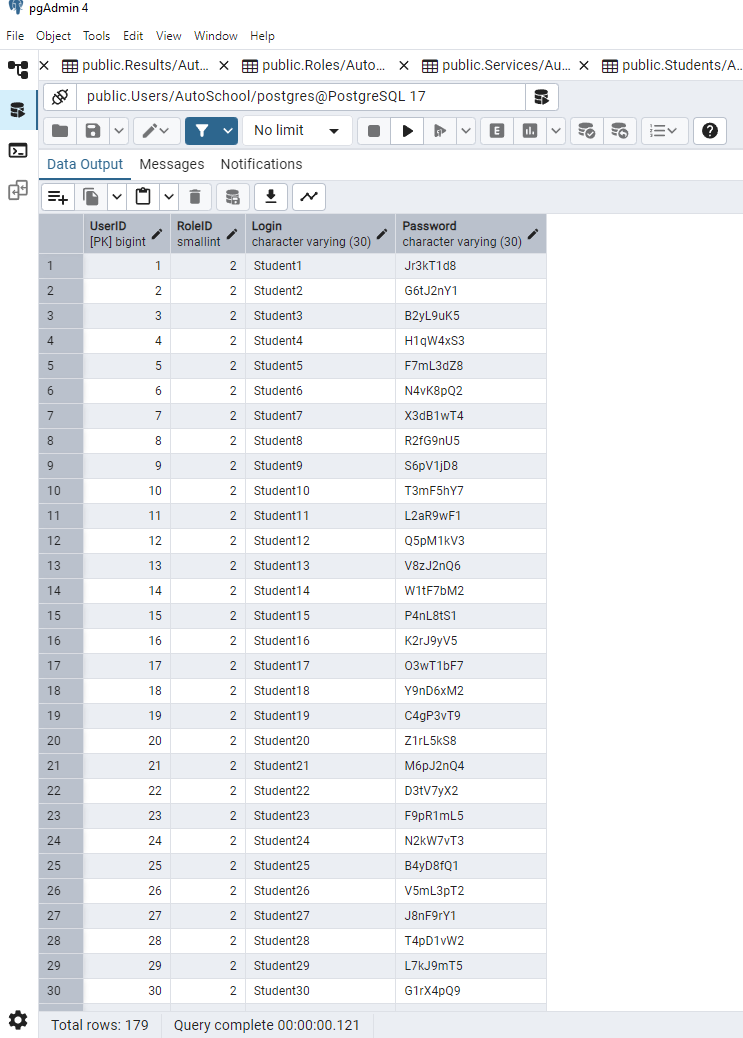 pgAdmin 4
File Object Tools Edit View Window Help
public.Results/Aut... public.Roles/Auto... public.Services/Au... public.Students/A...
public.Users/AutoSchool/postgres@PostgreSQL 17
No limit E
Data Output Messages Notifications
UserID RoleID Login Password
[PK] bigint smallint character varying (30) character varying (30)
1 1 2 Student1 Jr3kT1d8
2 2 2 Student2 G6tJ2nY1
3 3 2 Student3 B2yL9uK5
4 4 2 Student4 H1qW4xS3
5 5 2 Student5 F7mL3dZ8
6 6 2 Student6 N4vK8pQ2
7 7 2 Student7 X3dB1wT4
8 8 2 Student8 R2fG9nU5
9 9 2 Student9 S6pV1jD8
10 10 2 Student10 T3mF5hY7
11 11 2 Student11 L2aR9wF1
12 12 2 Student12 Q5pM1kV3
13 13 2 Student13 V8zJ2nQ6
14 14 2 Student14 W1tF7bM2
15 15 2 Student15 P4nL8tS1
16 16 2 Student16 K2rJ9yV5
17 17 2 Student17 O3wT1bF7
18 18 2 Student18 Y9nD6xM2
19 19 2 Student19 C4gP3vT9
20 20 2 Student20 Z1rL5kS8
21 21 2 Student21 M6pJ2nQ4
22 22 2 Student22 D3tV7yX2
23 23 2 Student23 F9pR1mL5
24 24 2 Student24 N2kW7vT3
25 25 2 Student25 B4yD8fQ1
26 26 2 Student26 V5mL3pT2
27 27 2 Student27 J8nF9rY1
28 28 2 Student28 T4pD1vW2
29 29 2 Student29 L7kJ9mT5
30 30 2 Student30 G1rX4pQ9
Total rows: 179 Query complete 00:00:00.121